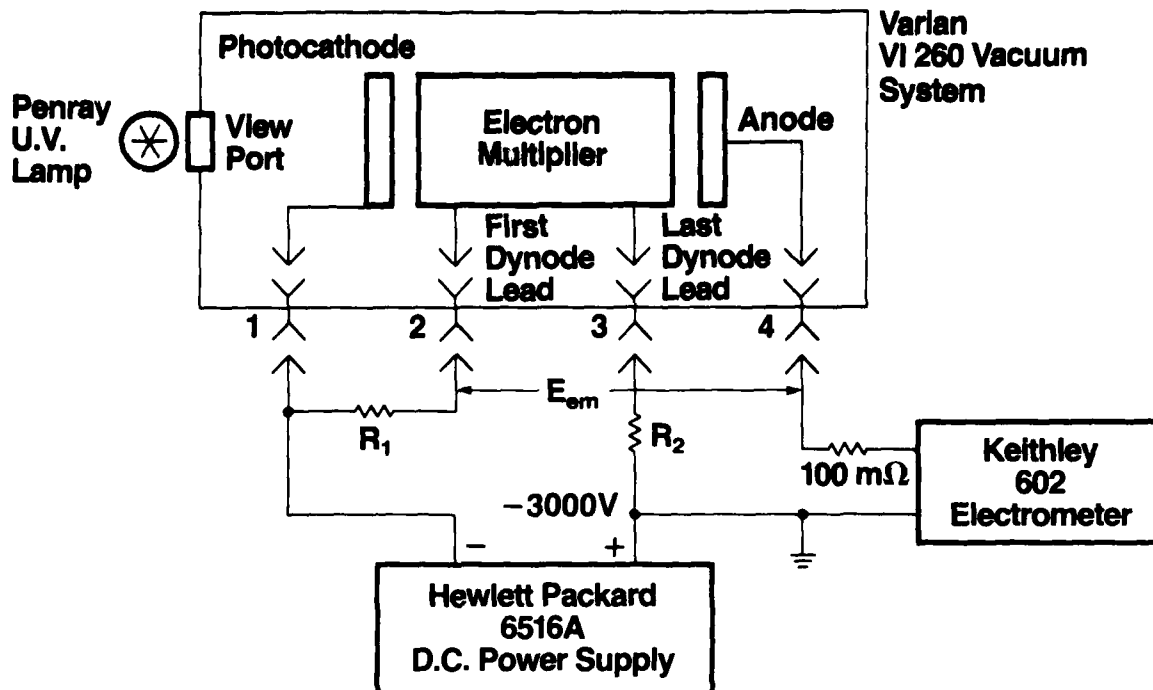 Varian
VI 260 Vacuum
System
Photocathode
Penray
U.V.
Lamp
View
Port
Electron
Multiplier
Anode
First
Dynode
Lead
Last
Dynode
Lead
1
2
3
4
E_em
R_1
R_2
100 mΩ
Keithley
602
Electrometer
−3000V
−
+
Hewlett Packard
6516A
D.C. Power Supply